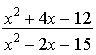 x² + 4x − 12
x² − 2x − 15